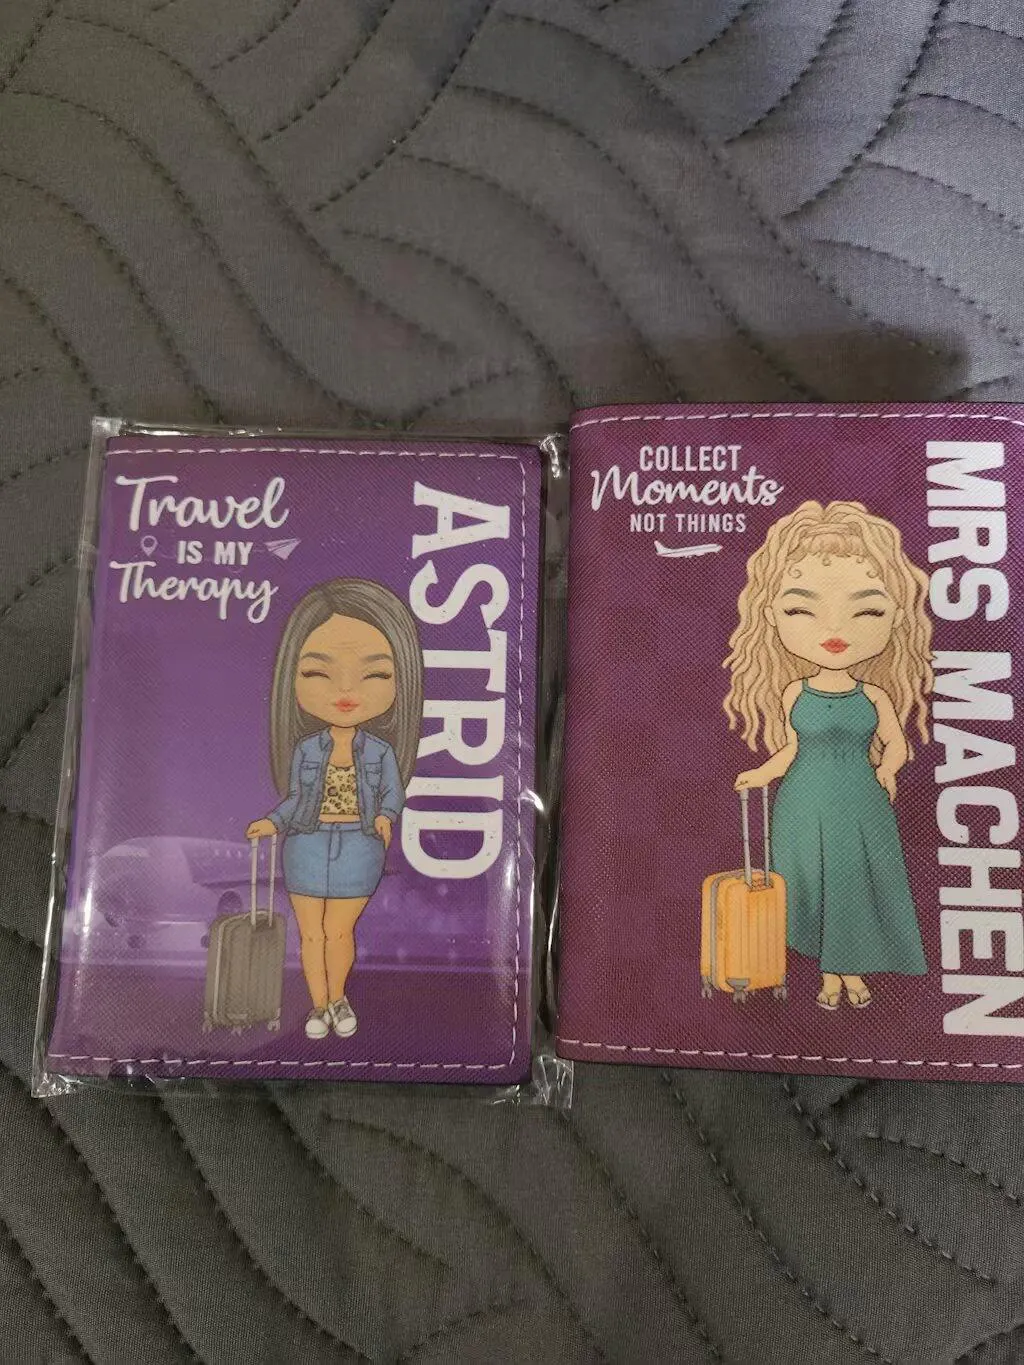 Travel
IS MY
Therapy
ASTRID
COLLECT
Moments
NOT THINGS
MRS MACHEN